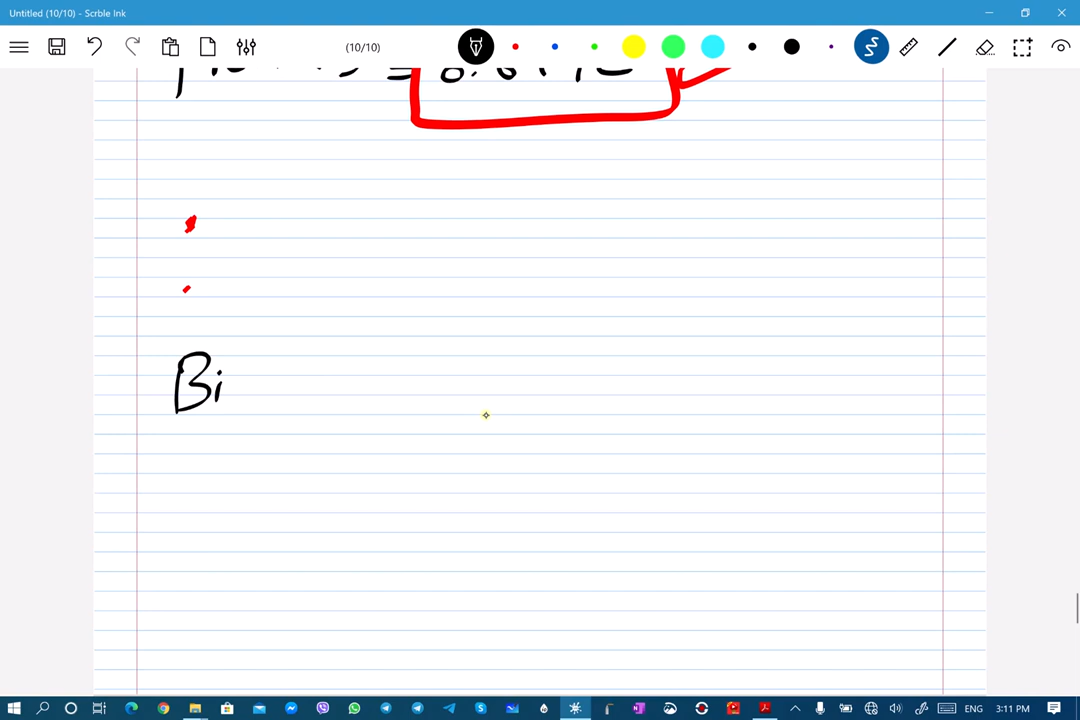 Untitled (10/10) - Scrble Ink
(10/10)
Bi
ENG
3:11 PM